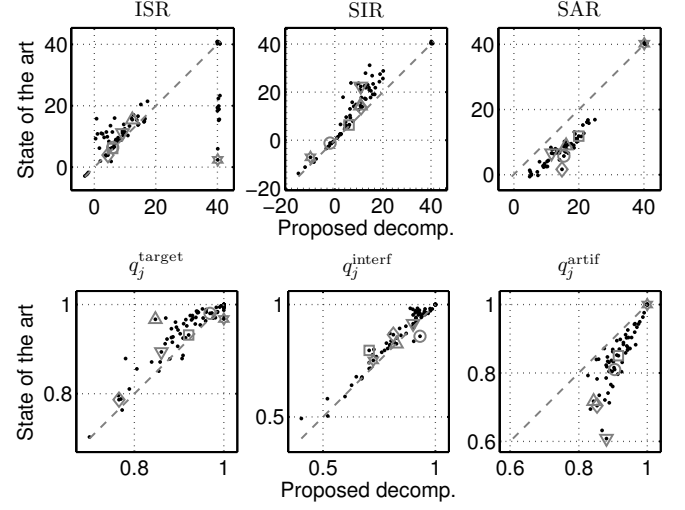 ISR SIR SAR
State of the art
40
20
0
0 20 40
40
20
0
−20
−20 0 20 40
40
20
0
0 20 40
Proposed decomp.
q_j^target q_j^interf q_j^artif
State of the art
1
0.8
0.8 1
1
0.5
0.5 1
1
0.8
0.6
0.6 0.8 1
Proposed decomp.